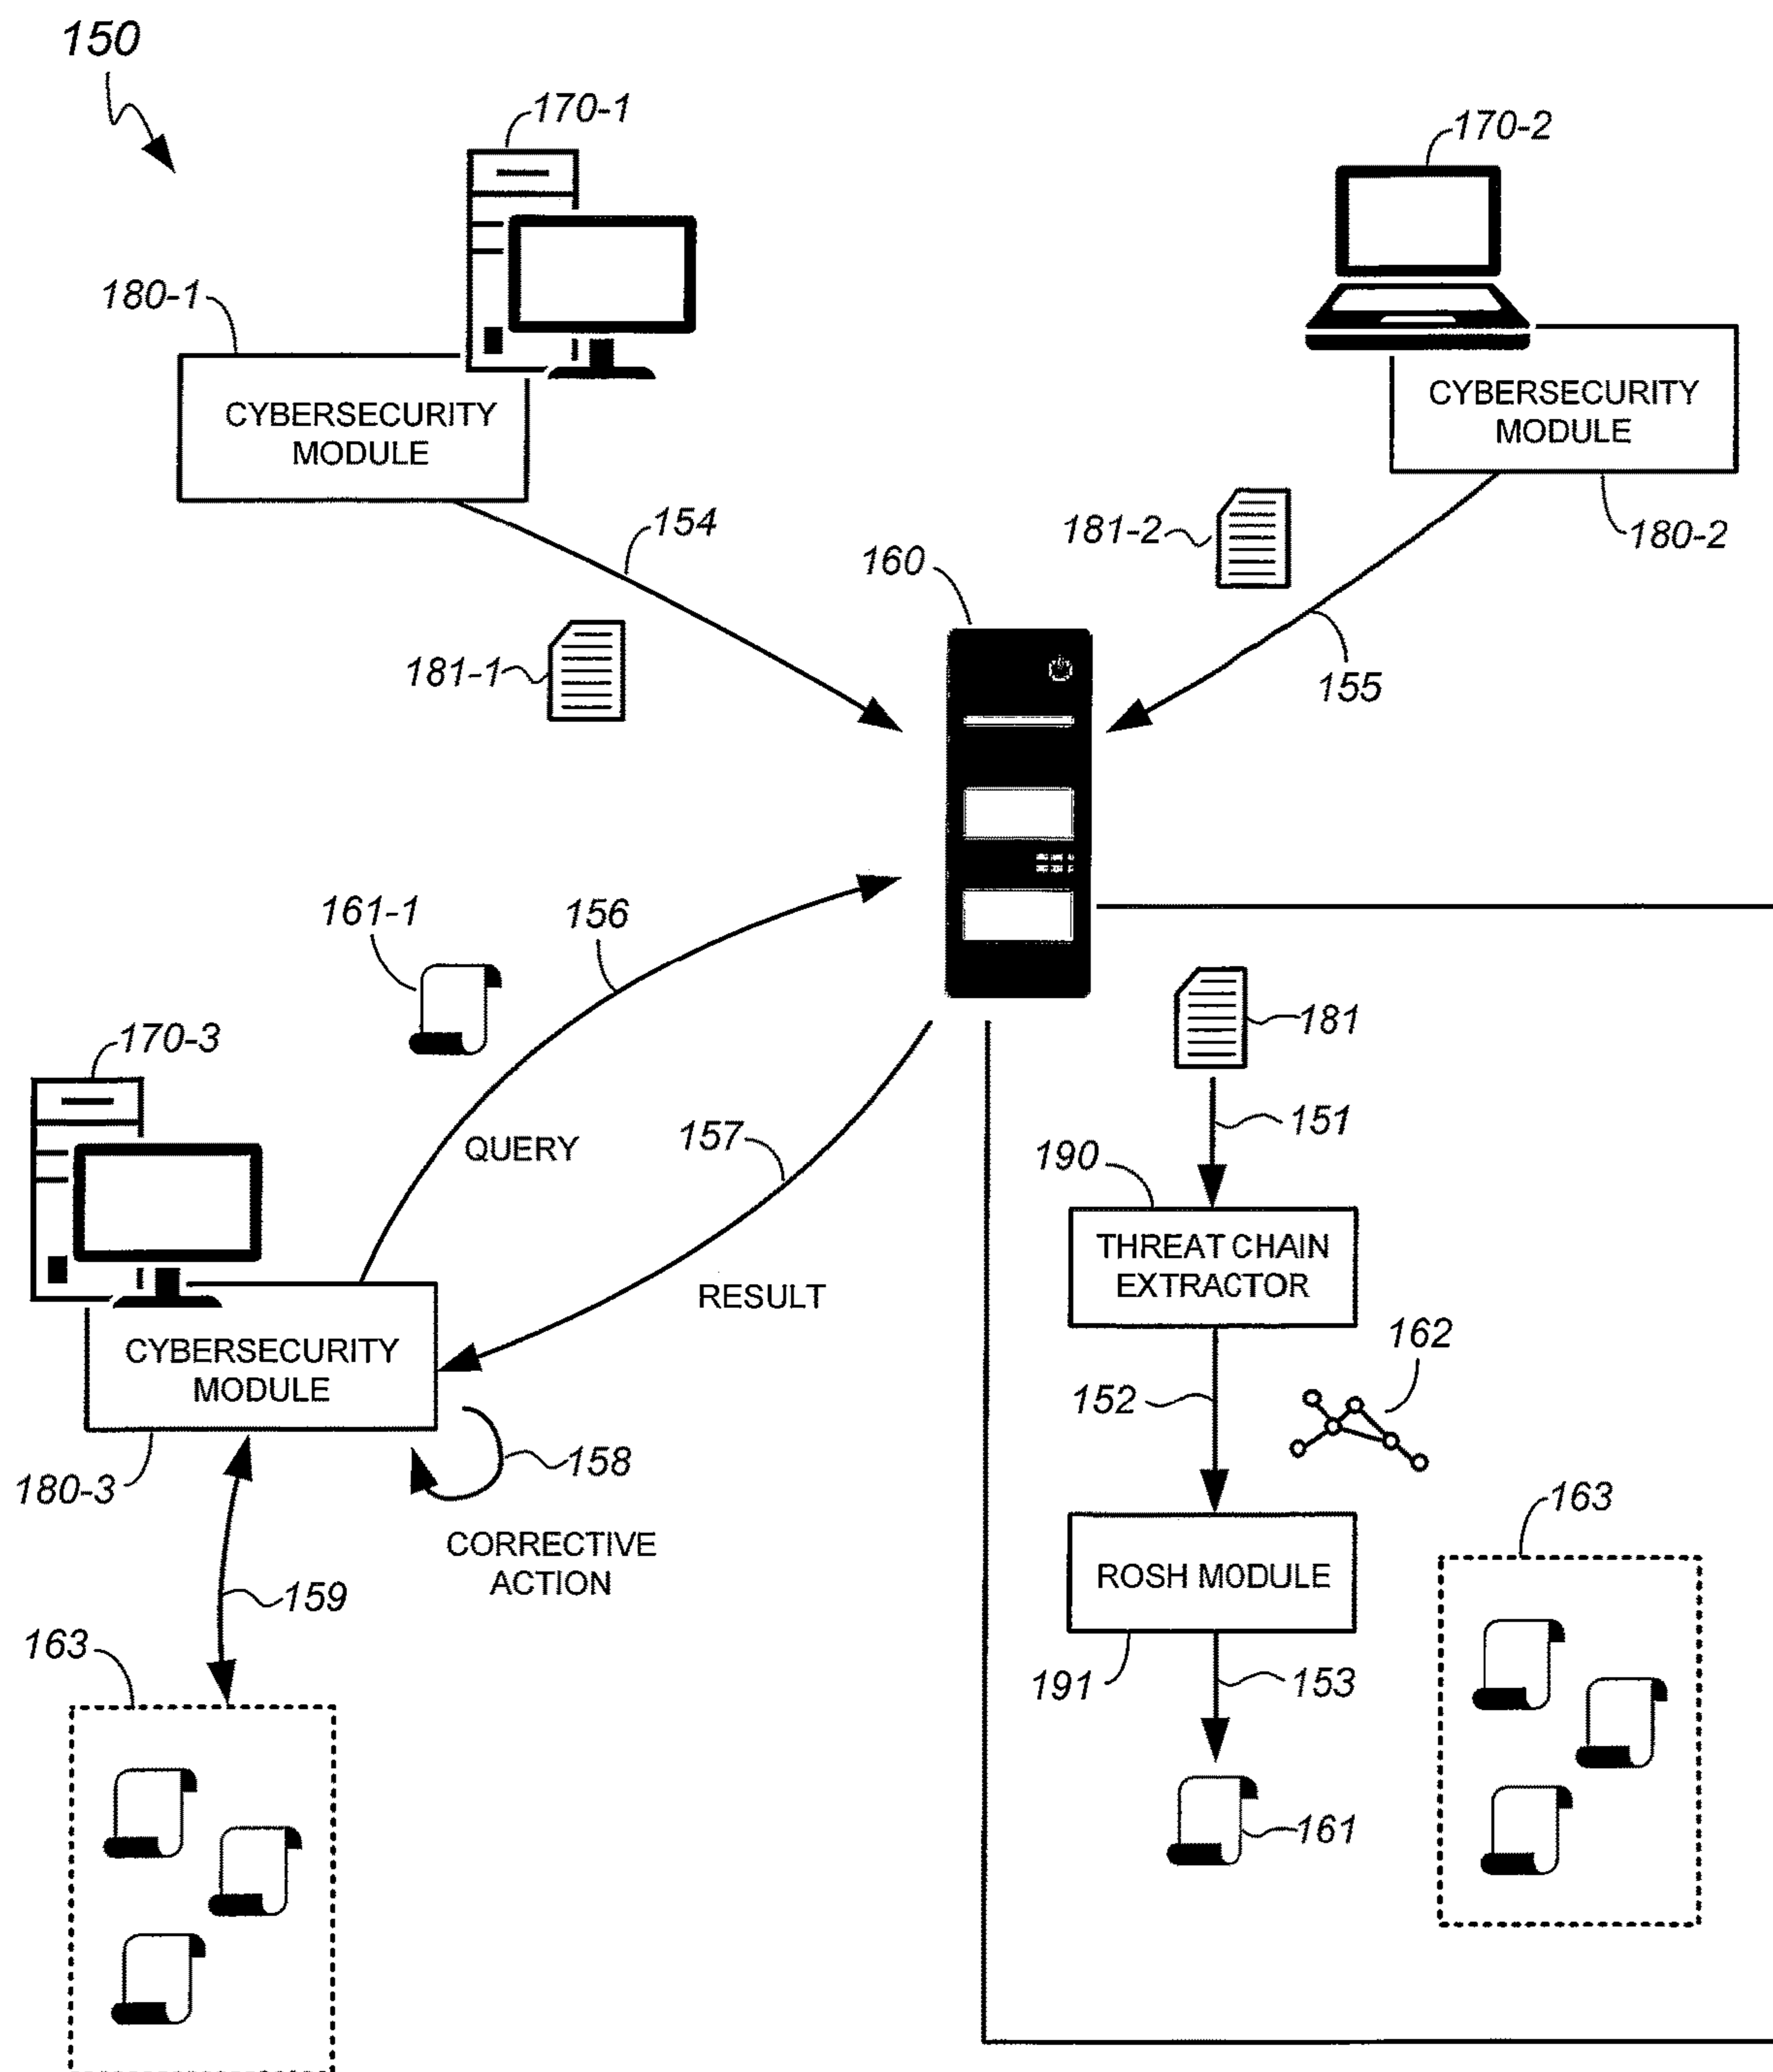 150
170-1
170-2
180-1
CYBERSECURITY
MODULE
CYBERSECURITY
MODULE
154
181-2
180-2
160
181-1
155
161-1
156
181
170-3
151
QUERY
157
190
THREAT CHAIN
EXTRACTOR
RESULT
162
CYBERSECURITY
MODULE
152
180-3
158
163
CORRECTIVE
ACTION
ROSH MODULE
159
163
191
153
161